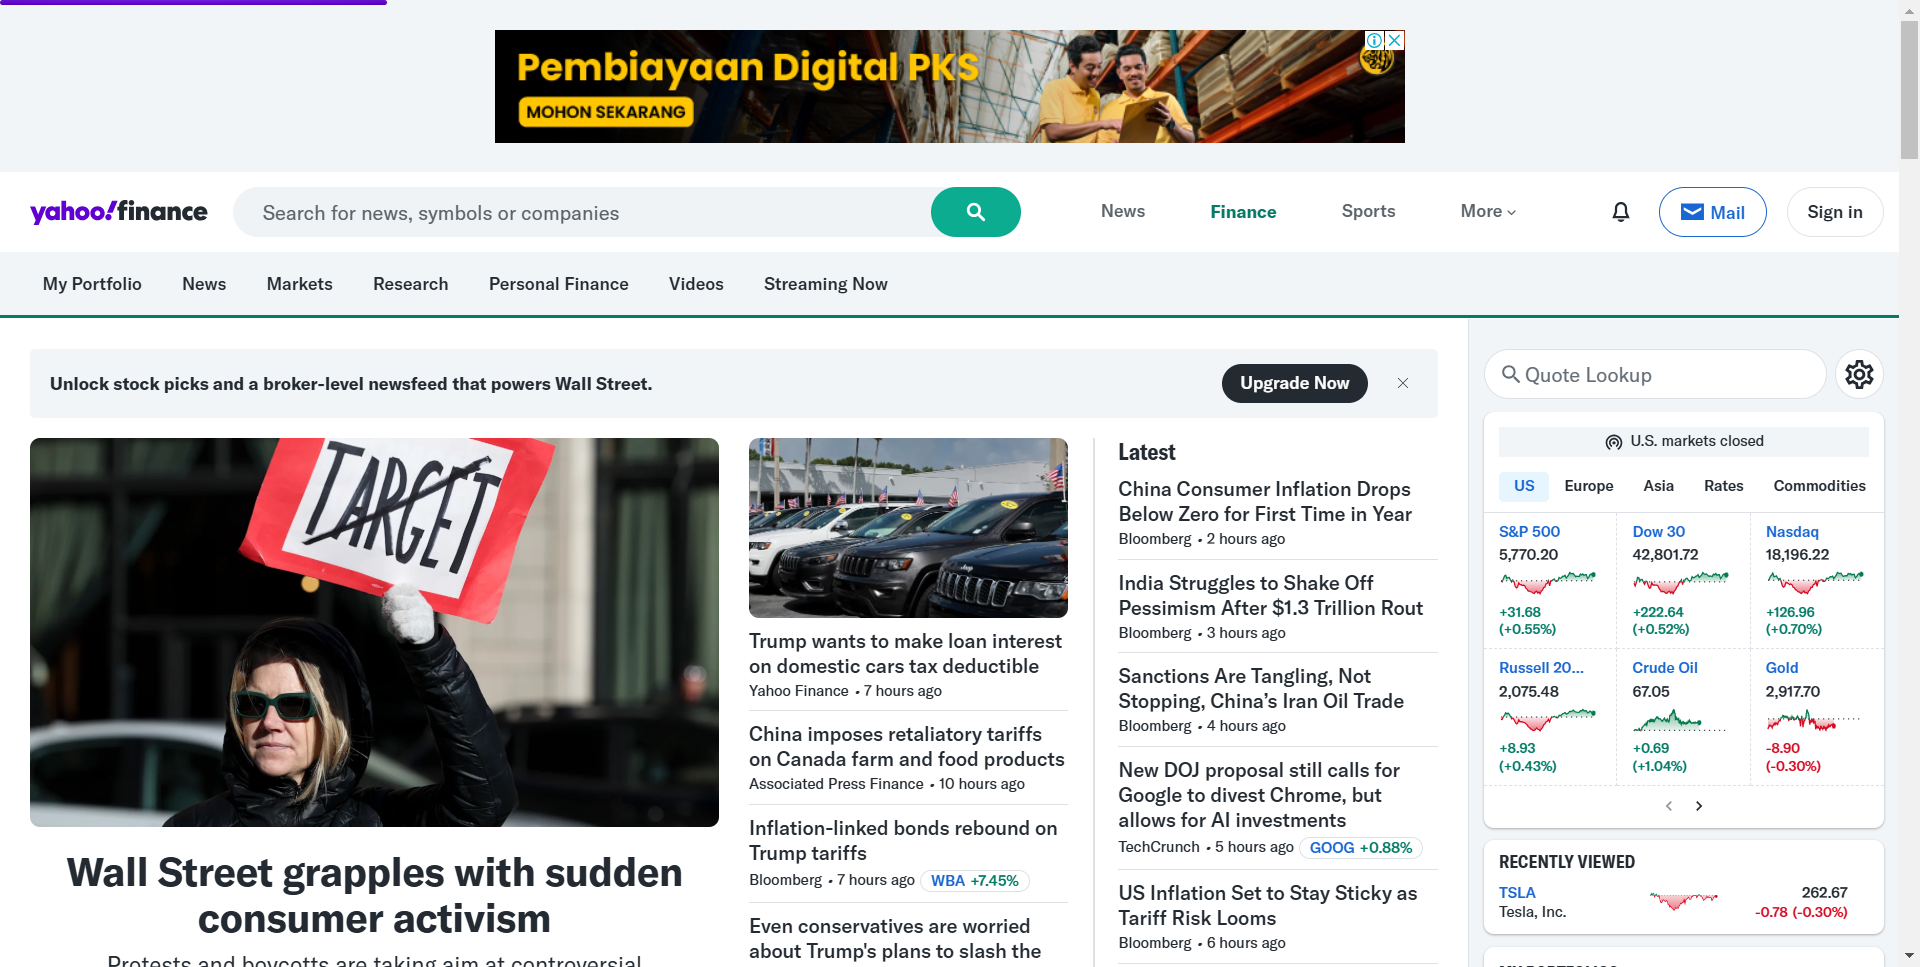 Pembiayaan Digital PKS
MOHON SEKARANG
yahoo!finance
Search for news, symbols or companies
News
Finance
Sports
More
Mail
Sign in
My Portfolio
News
Markets
Research
Personal Finance
Videos
Streaming Now
Unlock stock picks and a broker-level newsfeed that powers Wall Street.
Upgrade Now
TARGET
Wall Street grapples with sudden
consumer activism
Protests and boycotts are taking aim at controversial
Trump wants to make loan interest
on domestic cars tax deductible
Yahoo Finance • 7 hours ago
China imposes retaliatory tariffs
on Canada farm and food products
Associated Press Finance • 10 hours ago
Inflation-linked bonds rebound on
Trump tariffs
Bloomberg • 7 hours ago WBA +7.45%
Even conservatives are worried
about Trump's plans to slash the
Latest
China Consumer Inflation Drops
Below Zero for First Time in Year
Bloomberg • 2 hours ago
India Struggles to Shake Off
Pessimism After $1.3 Trillion Rout
Bloomberg • 3 hours ago
Sanctions Are Tangling, Not
Stopping, China’s Iran Oil Trade
Bloomberg • 4 hours ago
New DOJ proposal still calls for
Google to divest Chrome, but
allows for AI investments
TechCrunch • 5 hours ago GOOG +0.88%
US Inflation Set to Stay Sticky as
Tariff Risk Looms
Bloomberg • 6 hours ago
Quote Lookup
U.S. markets closed
US
Europe
Asia
Rates
Commodities
S&P 500
5,770.20
+31.68
(+0.55%)
Dow 30
42,801.72
+222.64
(+0.52%)
Nasdaq
18,196.22
+126.96
(+0.70%)
Russell 20...
2,075.48
+8.93
(+0.43%)
Crude Oil
67.05
+0.69
(+1.04%)
Gold
2,917.70
-8.90
(-0.30%)
RECENTLY VIEWED
TSLA
262.67
Tesla, Inc.
-0.78 (-0.30%)